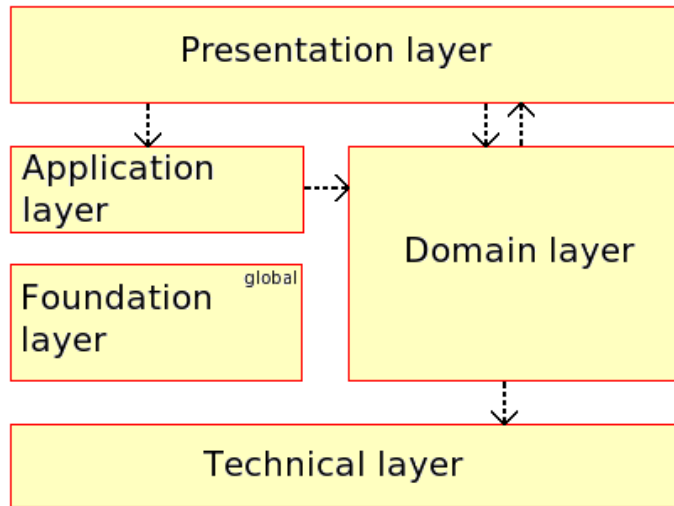 Presentation layer
Application
layer
Domain layer
global
Foundation
layer
Technical layer